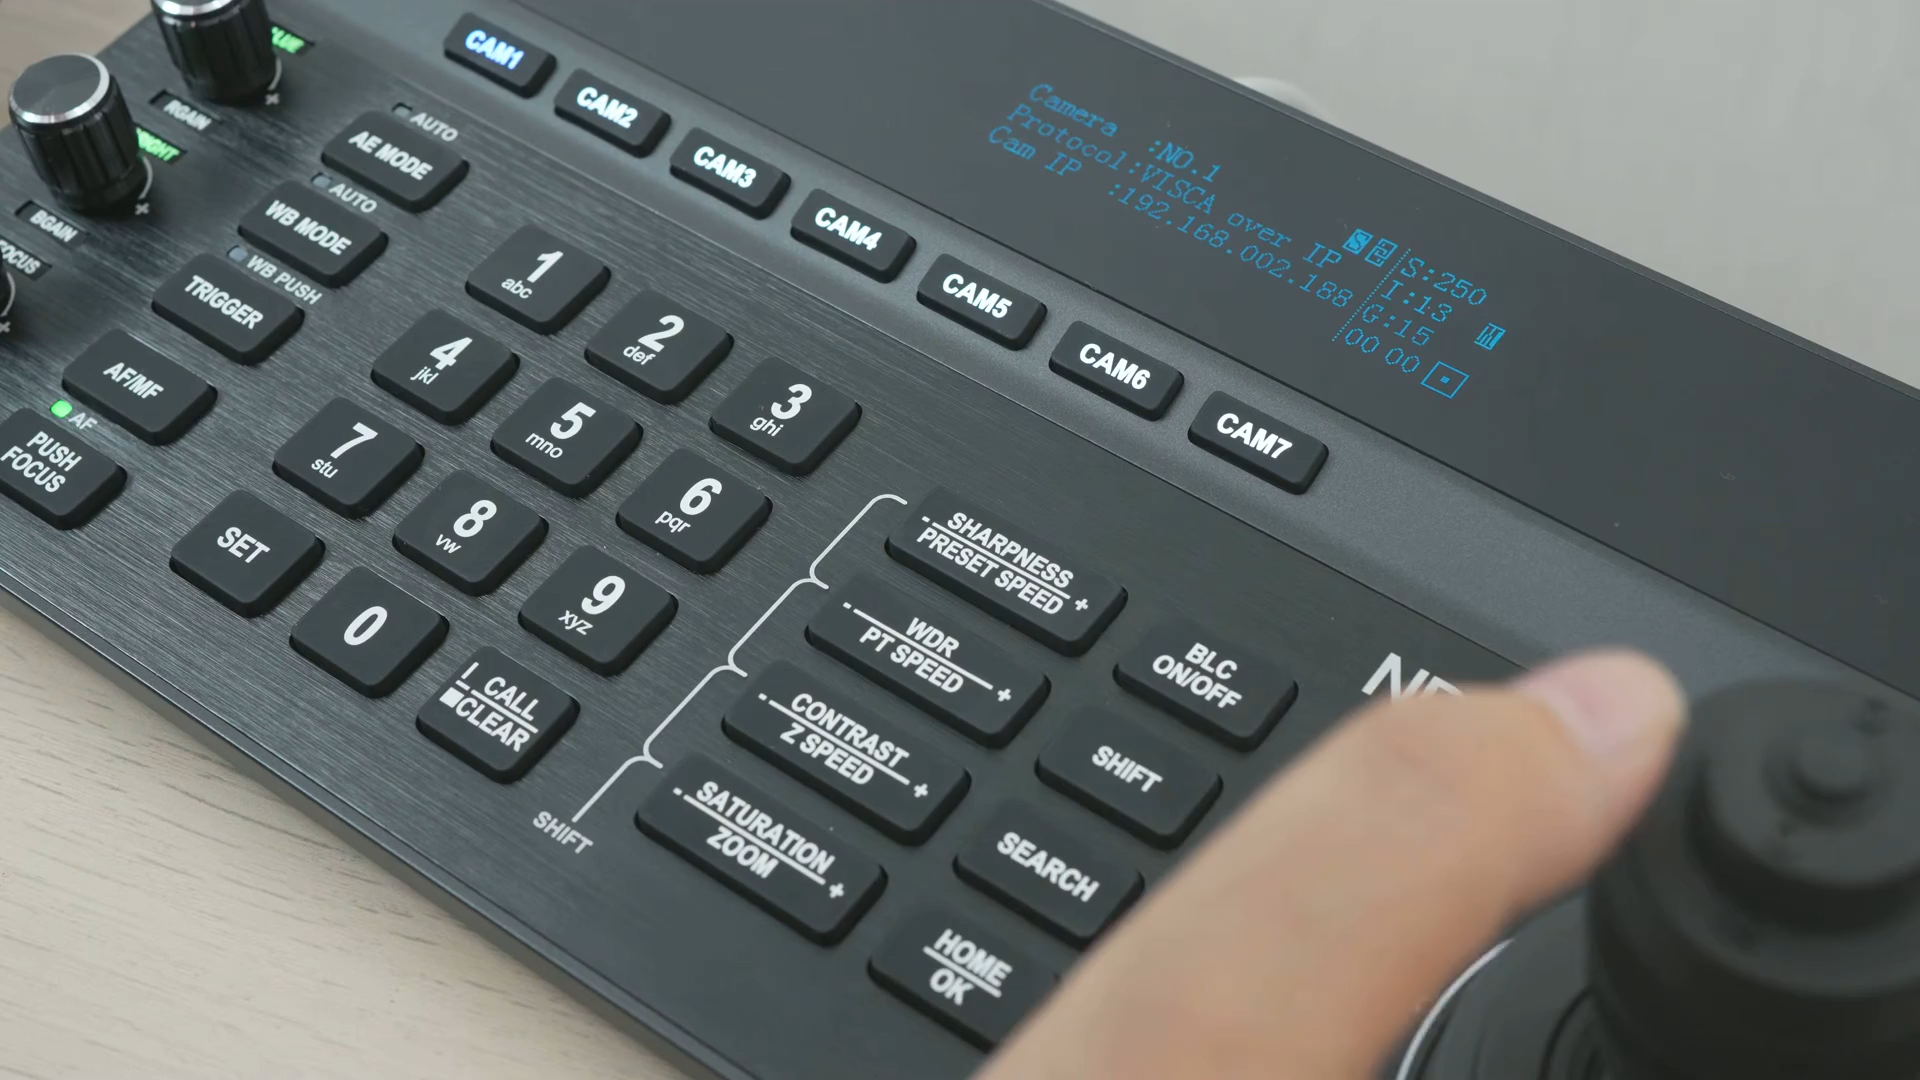 CAM1
CAM2
CAM3
CAM4
CAM5
CAM6
CAM7
Camera :NO.1
Protocol:VISCA over IP
Cam IP :192.168.002.188
S:250
I:13
G:15
00 00
RGAIN
BGAIN
AUTO
AE MODE
AUTO
WB MODE
WB PUSH
TRIGGER
AF/MF
AF
PUSH
FOCUS
1
abc
2
def
3
ghi
4
jkl
5
mno
6
pqr
7
stu
8
vw
9
xyz
SET
0
CALL
CLEAR
SHIFT
- SHARPNESS
PRESET SPEED +
- WDR
PT SPEED +
- CONTRAST
Z SPEED +
- SATURATION
ZOOM +
BLC
ON/OFF
SHIFT
SEARCH
HOME
OK